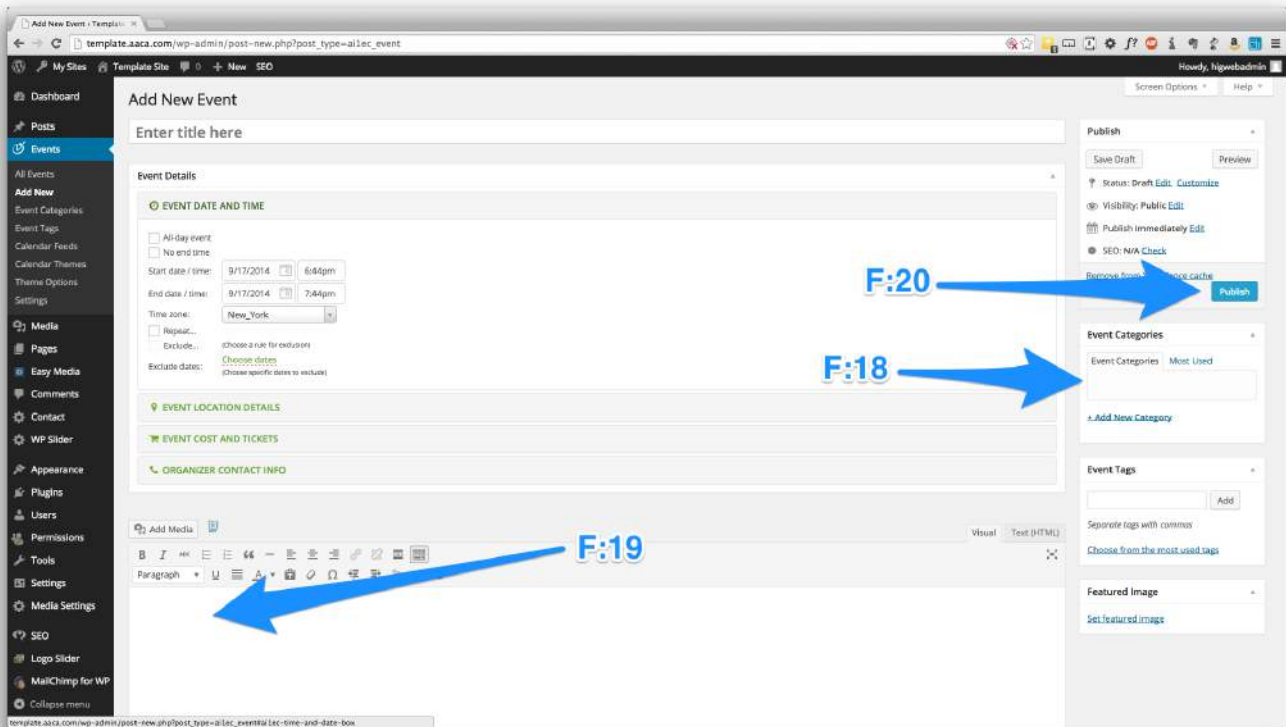 Add New Event ‹ Templat
template.aaca.com/wp-admin/post-new.php?post_type=ai1ec_event
My Sites Template Site 0 + New SEO Howdy, higwebadmin
Screen Options Help
Dashboard
Posts
Events
All Events
Add New
Event Categories
Event Tags
Calendar Feeds
Calendar Themes
Theme Options
Settings
Media
Pages
Easy Media
Comments
Contact
WP Slider
Appearance
Plugins
Users
Permissions
Tools
Settings
Media Settings
SEO
Logo Slider
MailChimp for WP
Collapse menu
Add New Event
Enter title here
Event Details
EVENT DATE AND TIME
All-day event
No end time
Start date / time: 9/17/2014 6:44pm
End date / time: 9/17/2014 7:44pm
Time zone: New_York
Repeat...
Exclude... (Choose a rule for exclusion)
Exclude dates: Choose dates
(Choose specific dates to exclude)
EVENT LOCATION DETAILS
EVENT COST AND TICKETS
ORGANIZER CONTACT INFO
Add Media
Visual Text (HTML)
B I ABC
Paragraph U A Ω
F:19
F:20
F:18
Publish
Save Draft Preview
Status: Draft Edit Customize
Visibility: Public Edit
Publish immediately Edit
SEO: N/A Check
Remove from cache
Publish
Event Categories
Event Categories Most Used
+ Add New Category
Event Tags
Add
Separate tags with commas
Choose from the most used tags
Featured Image
Set featured image
template.aaca.com/wp-admin/post-new.php?post_type=ai1ec_event#ai1ec-time-and-date-box